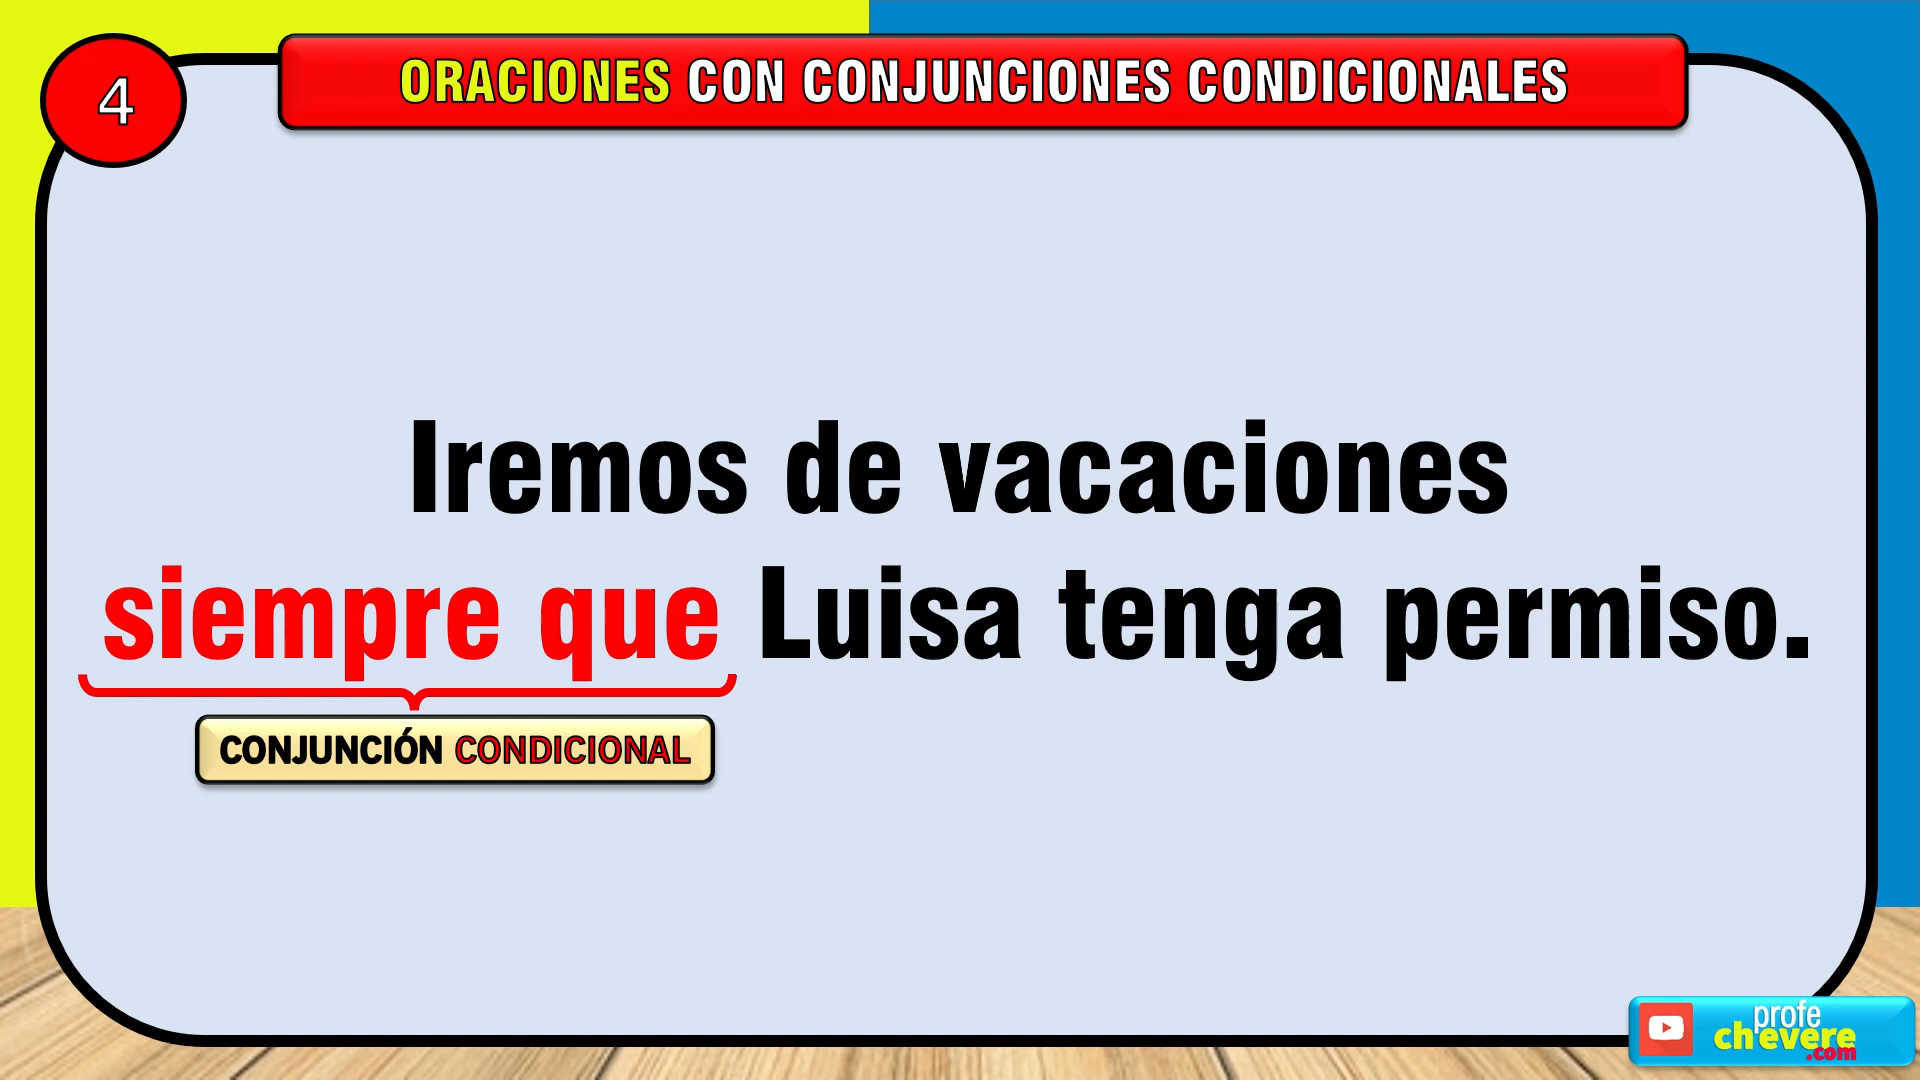 4
ORACIONES CON CONJUNCIONES CONDICIONALES
Iremos de vacaciones
siempre que Luisa tenga permiso.
CONJUNCIÓN CONDICIONAL
profe
chevere
.com